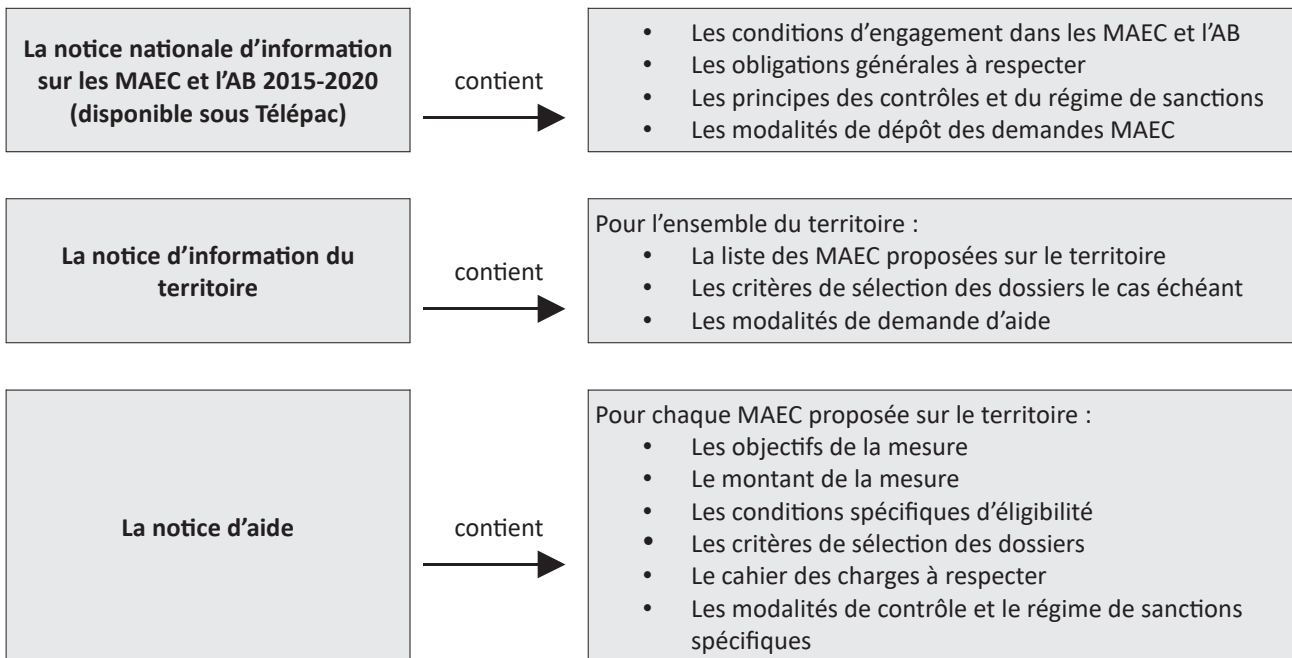 La notice nationale d’information
sur les MAEC et l’AB 2015-2020
(disponible sous Télépac)
contient
• Les conditions d’engagement dans les MAEC et l’AB
• Les obligations générales à respecter
• Les principes des contrôles et du régime de sanctions
• Les modalités de dépôt des demandes MAEC
La notice d’information du
territoire
contient
Pour l’ensemble du territoire :
• La liste des MAEC proposées sur le territoire
• Les critères de sélection des dossiers le cas échéant
• Les modalités de demande d’aide
La notice d’aide
contient
Pour chaque MAEC proposée sur le territoire :
• Les objectifs de la mesure
• Le montant de la mesure
• Les conditions spécifiques d’éligibilité
• Les critères de sélection des dossiers
• Le cahier des charges à respecter
• Les modalités de contrôle et le régime de sanctions
spécifiques